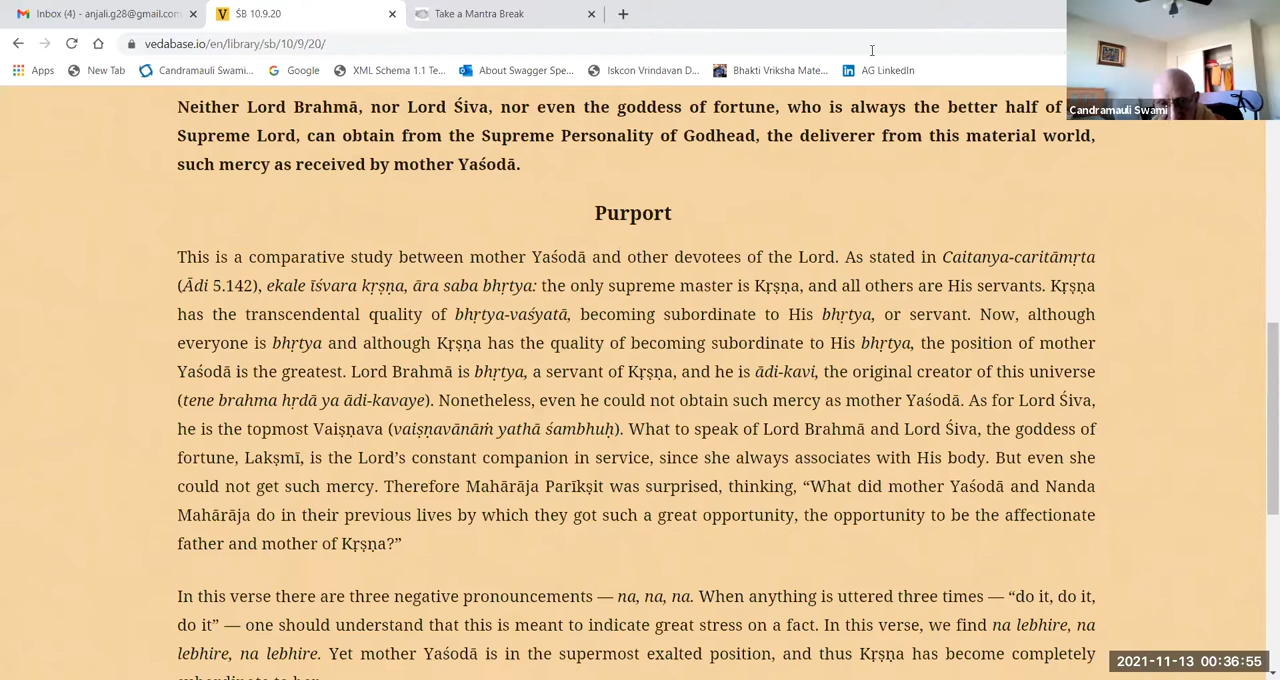 Inbox (4) - anjali.g28@gmail.com
ŚB 10.9.20
Take a Mantra Break
vedabase.io/en/library/sb/10/9/20/
Apps New Tab Candramauli Swami... Google XML Schema 1.1 Te... About Swagger Spe... Iskcon Vrindavan D... Bhakti Vriksha Mate... AG LinkedIn
Candramauli Swami
Neither Lord Brahmā, nor Lord Śiva, nor even the goddess of fortune, who is always the better half of
Supreme Lord, can obtain from the Supreme Personality of Godhead, the deliverer from this material world,
such mercy as received by mother Yaśodā.
Purport
This is a comparative study between mother Yaśodā and other devotees of the Lord. As stated in Caitanya-caritāmṛta
(Ādi 5.142), ekale īśvara kṛṣṇa, āra saba bhṛtya: the only supreme master is Kṛṣṇa, and all others are His servants. Kṛṣṇa
has the transcendental quality of bhṛtya-vaśyatā, becoming subordinate to His bhṛtya, or servant. Now, although
everyone is bhṛtya and although Kṛṣṇa has the quality of becoming subordinate to His bhṛtya, the position of mother
Yaśodā is the greatest. Lord Brahmā is bhṛtya, a servant of Kṛṣṇa, and he is ādi-kavi, the original creator of this universe
(tene brahma hṛdā ya ādi-kavaye). Nonetheless, even he could not obtain such mercy as mother Yaśodā. As for Lord Śiva,
he is the topmost Vaiṣṇava (vaiṣṇavānāṁ yathā śambhuḥ). What to speak of Lord Brahmā and Lord Śiva, the goddess of
fortune, Lakṣmī, is the Lord’s constant companion in service, since she always associates with His body. But even she
could not get such mercy. Therefore Mahārāja Parīkṣit was surprised, thinking, “What did mother Yaśodā and Nanda
Mahārāja do in their previous lives by which they got such a great opportunity, the opportunity to be the affectionate
father and mother of Kṛṣṇa?”
In this verse there are three negative pronouncements — na, na, na. When anything is uttered three times — “do it, do it,
do it” — one should understand that this is meant to indicate great stress on a fact. In this verse, we find na lebhire, na
lebhire, na lebhire. Yet mother Yaśodā is in the supermost exalted position, and thus Kṛṣṇa has become completely
2021-11-13 00:36:55